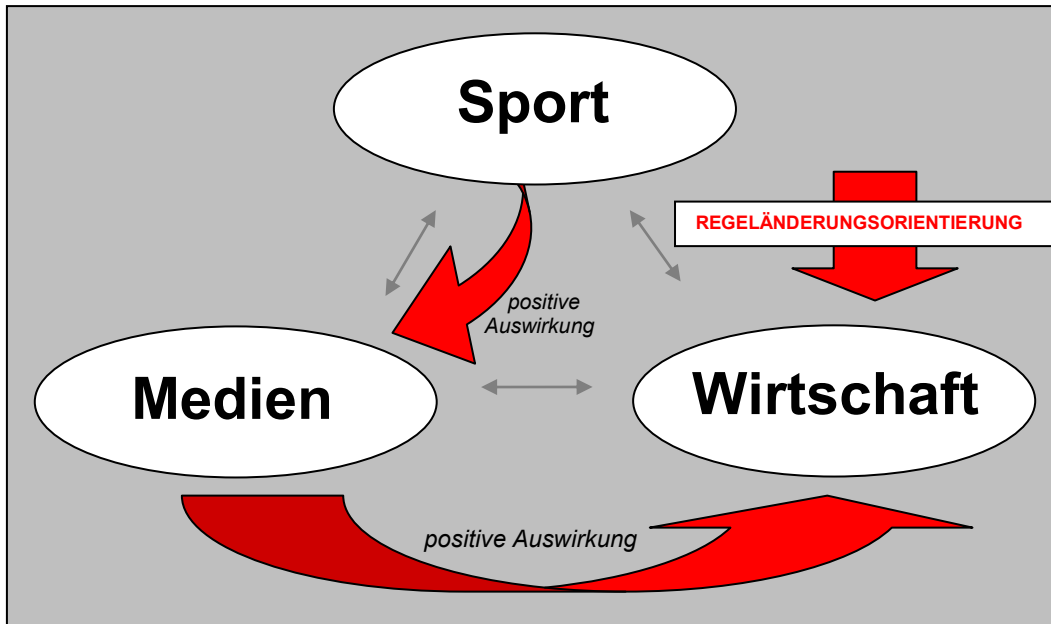 Sport
REGELÄNDERUNGSORIENTIERUNG
positive
Auswirkung
Medien
Wirtschaft
positive Auswirkung